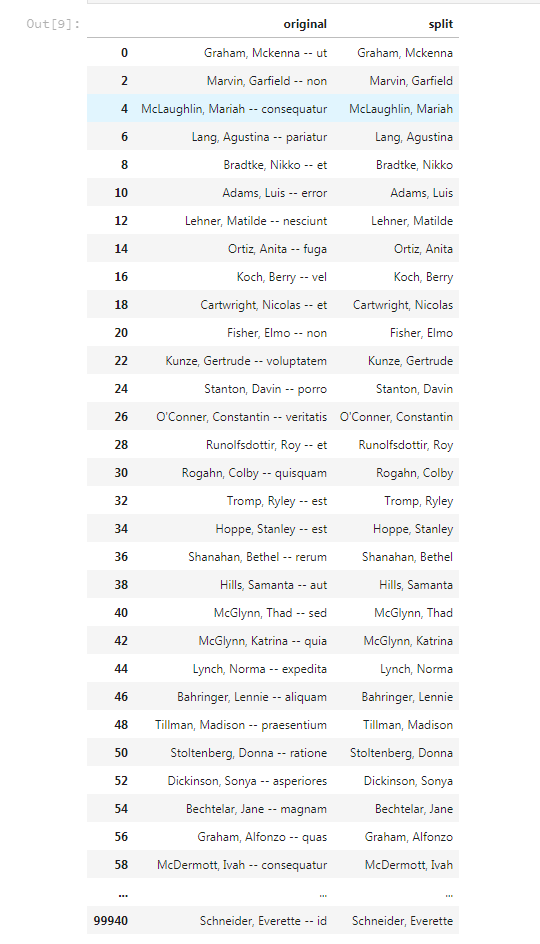 Out[9]: original split
0 Graham, Mckenna -- ut Graham, Mckenna
2 Marvin, Garfield -- non Marvin, Garfield
4 McLaughlin, Mariah -- consequatur McLaughlin, Mariah
6 Lang, Agustina -- pariatur Lang, Agustina
8 Bradtke, Nikko -- et Bradtke, Nikko
10 Adams, Luis -- error Adams, Luis
12 Lehner, Matilde -- nesciunt Lehner, Matilde
14 Ortiz, Anita -- fuga Ortiz, Anita
16 Koch, Berry -- vel Koch, Berry
18 Cartwright, Nicolas -- et Cartwright, Nicolas
20 Fisher, Elmo -- non Fisher, Elmo
22 Kunze, Gertrude -- voluptatem Kunze, Gertrude
24 Stanton, Davin -- porro Stanton, Davin
26 O'Conner, Constantin -- veritatis O'Conner, Constantin
28 Runolfsdottir, Roy -- et Runolfsdottir, Roy
30 Rogahn, Colby -- quisquam Rogahn, Colby
32 Tromp, Ryley -- est Tromp, Ryley
34 Hoppe, Stanley -- est Hoppe, Stanley
36 Shanahan, Bethel -- rerum Shanahan, Bethel
38 Hills, Samanta -- aut Hills, Samanta
40 McGlynn, Thad -- sed McGlynn, Thad
42 McGlynn, Katrina -- quia McGlynn, Katrina
44 Lynch, Norma -- expedita Lynch, Norma
46 Bahringer, Lennie -- aliquam Bahringer, Lennie
48 Tillman, Madison -- praesentium Tillman, Madison
50 Stoltenberg, Donna -- ratione Stoltenberg, Donna
52 Dickinson, Sonya -- asperiores Dickinson, Sonya
54 Bechtelar, Jane -- magnam Bechtelar, Jane
56 Graham, Alfonzo -- quas Graham, Alfonzo
58 McDermott, Ivah -- consequatur McDermott, Ivah
... ... ...
99940 Schneider, Everette -- id Schneider, Everette